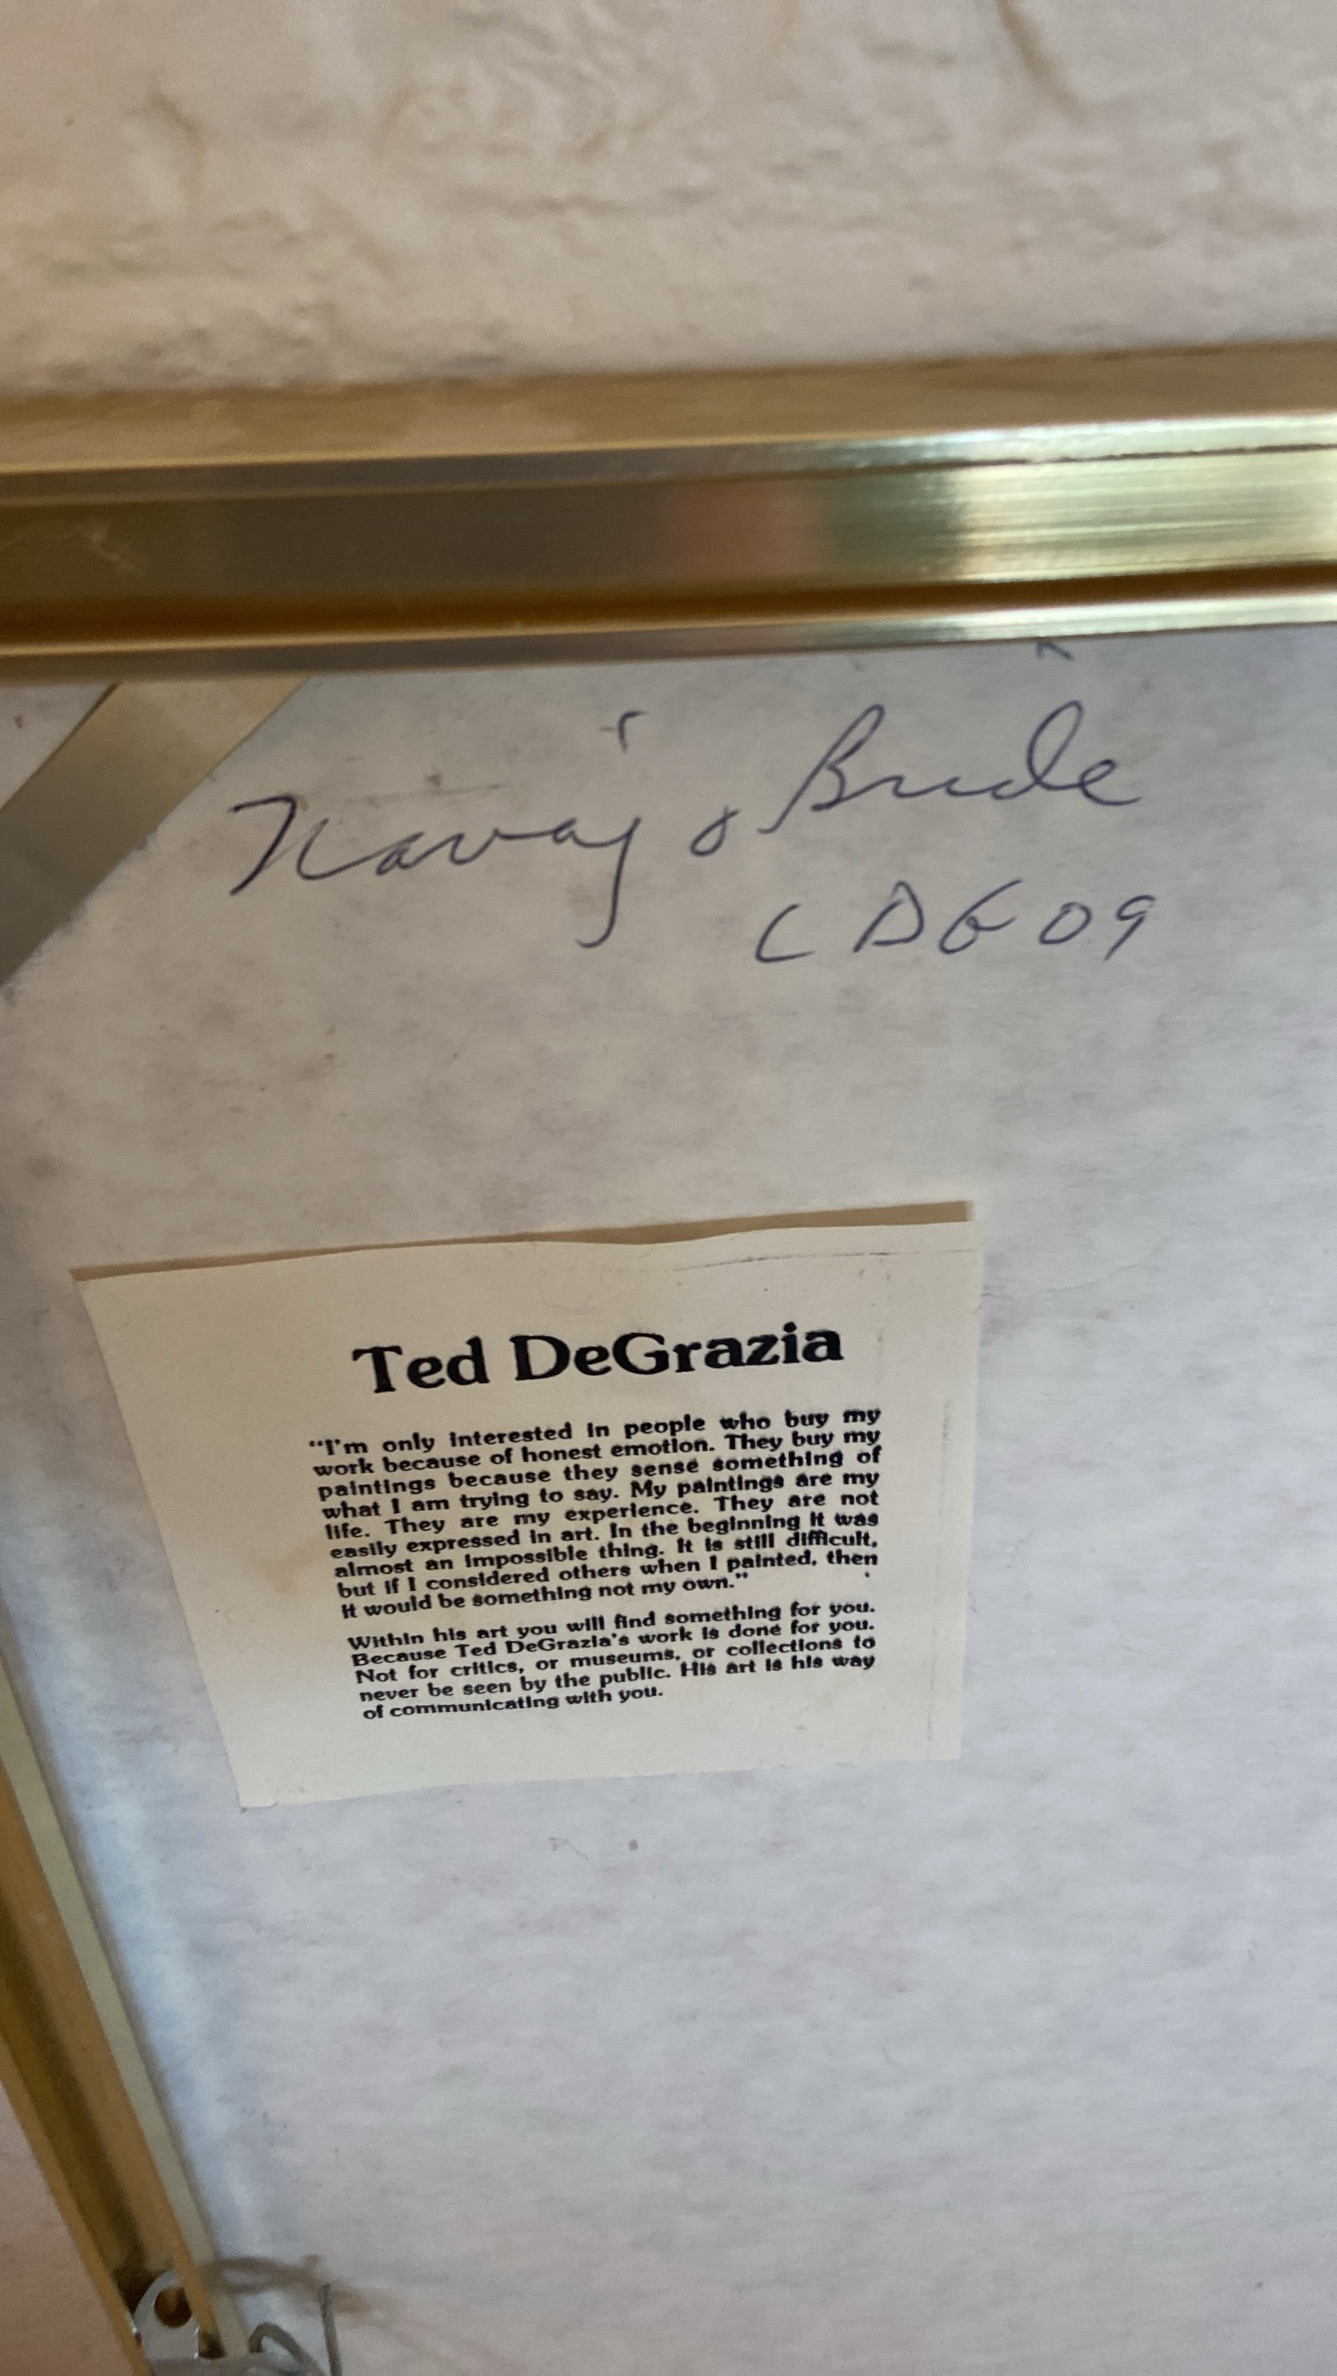 Navajo Bride
CDG 09
Ted DeGrazia
"I'm only interested in people who buy my
work because of honest emotion. They buy my
paintings because they sense something of
what I am trying to say. My paintings are my
life. They are my experience. They are not
easily expressed in art. In the beginning it was
almost an impossible thing. It is still difficult,
but if I considered others when I painted, then
it would be something not my own."
Within his art you will find something for you.
Because Ted DeGrazia's work is done for you.
Not for critics, or museums, or collections to
never be seen by the public. His art is his way
of communicating with you.